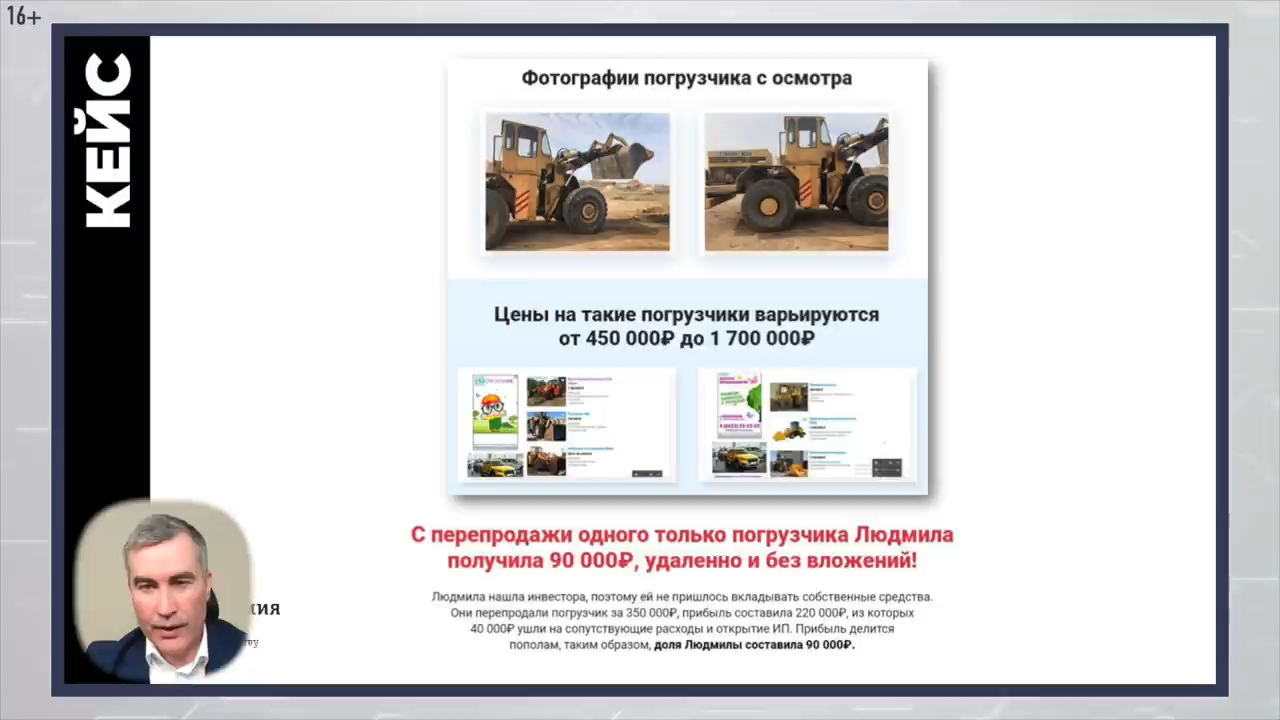 16+
КЕЙС
Фотографии погрузчика с осмотра
Цены на такие погрузчики варьируются
от 450 000₽ до 1 700 000₽
С перепродажи одного только погрузчика Людмила
получила 90 000₽, удаленно и без вложений!
Людмила нашла инвестора, поэтому ей не пришлось вкладывать собственные средства.
Они перепродали погрузчик за 350 000₽, прибыль составила 220 000₽, из которых
40 000₽ ушли на сопутствующие расходы и открытие ИП. Прибыль делится
пополам, таким образом, доля Людмилы составила 90 000₽.